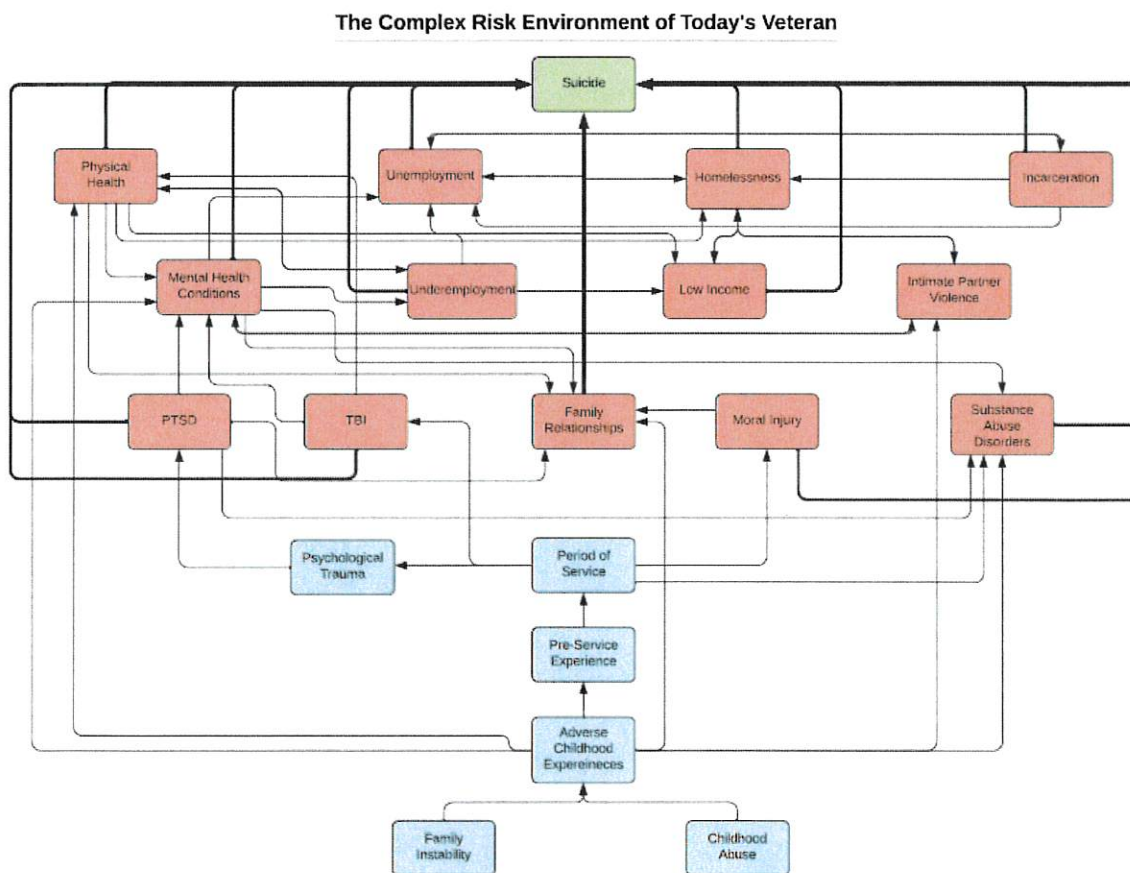 The Complex Risk Environment of Today's Veteran
Suicide
Physical
Health
Unemployment
Homelessness
Incarceration
Mental Health
Conditions
Underemployment
Low Income
Intimate Partner
Violence
PTSD
TBI
Family
Relationships
Moral Injury
Substance
Abuse
Disorders
Psychological
Trauma
Period of
Service
Pre-Service
Experience
Adverse
Childhood
Expereineces
Family
Instability
Childhood
Abuse